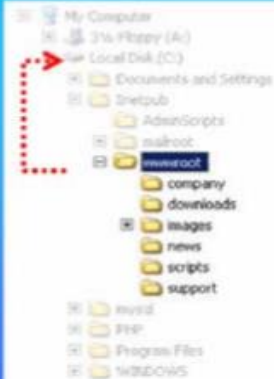 My Computer
3½ Floppy (A:)
Local Disk (C:)
Documents and Settings
Inetpub
AdminScripts
mailroot
wwwroot
company
downloads
images
news
scripts
support
mysql
PHP
Program Files
WINDOWS